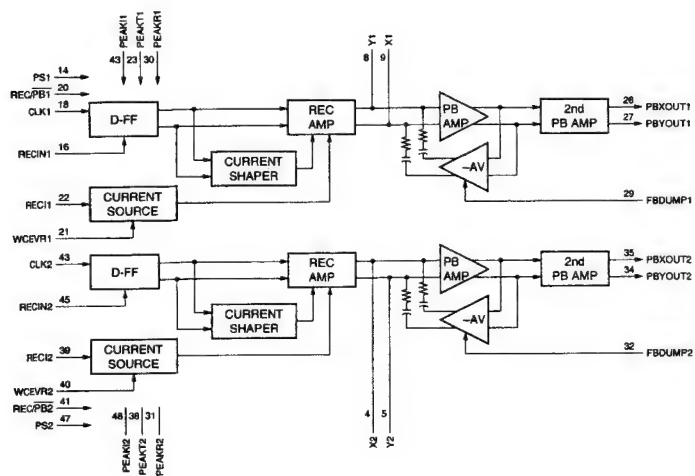 PEAKI1
PEAKT1
PEAKR1
43
23
30
Y1
X1
8
9
PS1
14
REC/PB1
20
CLK1
18
D-FF
RECIN1
16
REC
AMP
CURRENT
SHAPER
PB
AMP
–AV
2nd
PB AMP
26
PBXOUT1
27
PBYOUT1
29
FBDUMP1
RECI1
22
CURRENT
SOURCE
WCEVR1
21
CLK2
43
D-FF
RECIN2
45
REC
AMP
CURRENT
SHAPER
PB
AMP
–AV
2nd
PB AMP
35
PBXOUT2
34
PBYOUT2
32
FBDUMP2
RECI2
39
CURRENT
SOURCE
WCEVR2
40
REC/PB2
41
PS2
47
48
38
31
PEAKI2
PEAKT2
PEAKR2
4
5
X2
Y2